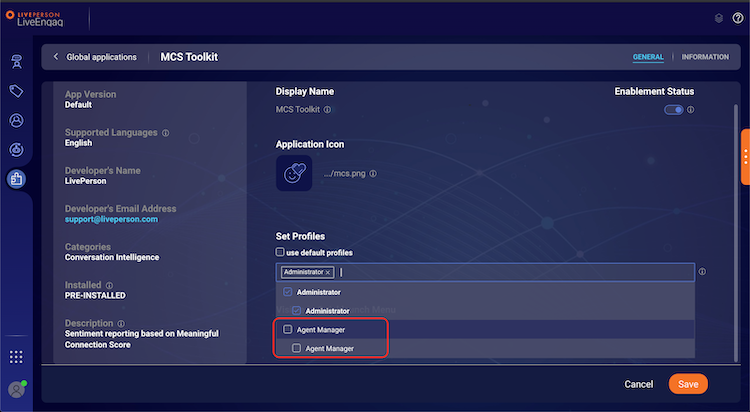 LIVEPERSON
LiveEngage
Global applications
MCS Toolkit
GENERAL
INFORMATION
App Version
Default
Supported Languages
English
Developer's Name
LivePerson
Developer's Email Address
support@liveperson.com
Categories
Conversation Intelligence
Installed
PRE-INSTALLED
Description
Sentiment reporting based on Meaningful
Connection Score
Display Name
MCS Toolkit
Enablement Status
Application Icon
.../mcs.png
Set Profiles
use default profiles
Administrator ×
Administrator
Administrator
Agent Manager
Agent Manager
Cancel
Save